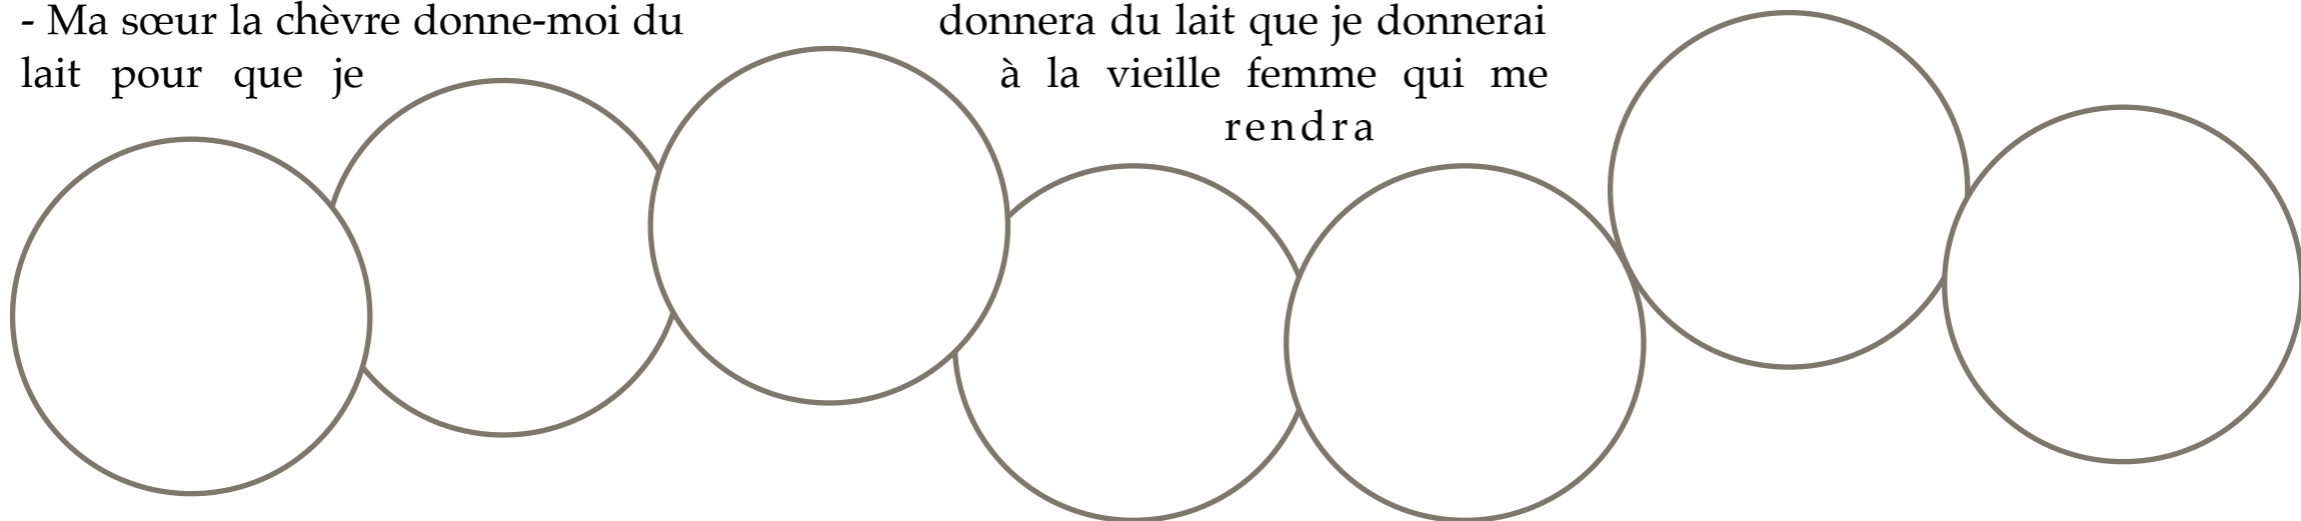 - Ma sœur la chèvre donne-moi du
lait pour que je
donnera du lait que je donnerai
à la vieille femme qui me
rendra